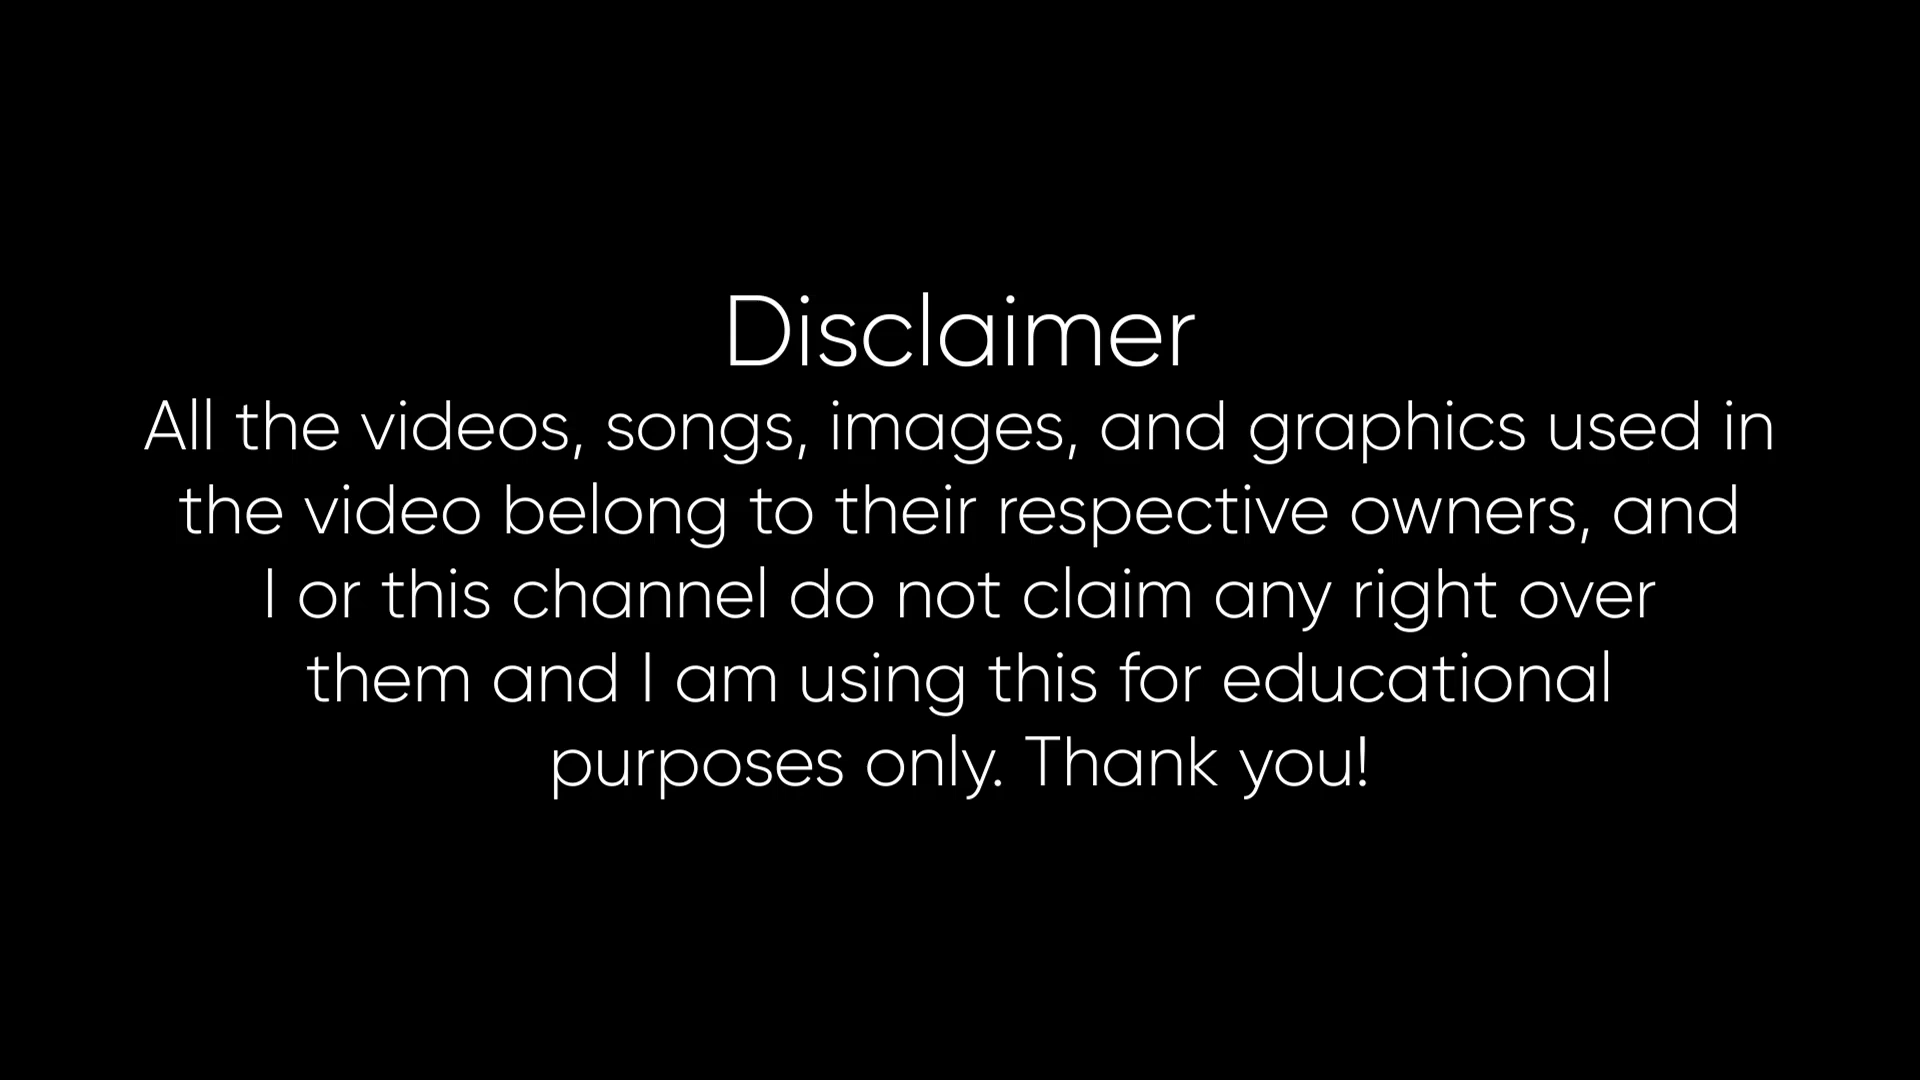 Disclaimer
All the videos, songs, images, and graphics used in
the video belong to their respective owners, and
I or this channel do not claim any right over
them and I am using this for educational
purposes only. Thank you!